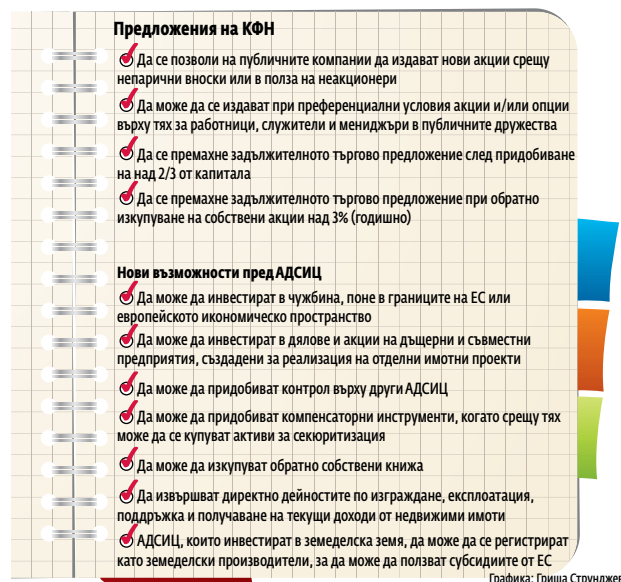 Предложения на КФН
Да се позволи на публичните компании да издават нови акции срещу
непарични вноски или в полза на неакционери
Да може да се издават при преференциални условия акции и/или опции
върху тях за работници, служители и мениджъри в публичните дружества
Да се премахне задължителното търгово предложение след придобиване
на над 2/3 от капитала
Да се премахне задължителното търгово предложение при обратно
изкупуване на собствени акции над 3% (годишно)
Нови възможности пред АДСИЦ
Да може да инвестират в чужбина, поне в границите на ЕС или
европейското икономическо пространство
Да може да инвестират в дялове и акции на дъщерни и съвместни
предприятия, създадени за реализация на отделни имотни проекти
Да може да придобиват контрол върху други АДСИЦ
Да може да придобиват компенсаторни инструменти, когато срещу тях
може да се купуват активи за секюритизация
Да може да изкупуват обратно собствени книжа
Да извършват директно дейностите по изграждане, експлоатация,
поддръжка и получаване на текущи доходи от недвижими имоти
АДСИЦ, които инвестират в земеделска земя, да може да се регистрират
като земеделски производители, за да може да ползват субсидиите от ЕС
Графика: Гриша Струнджев